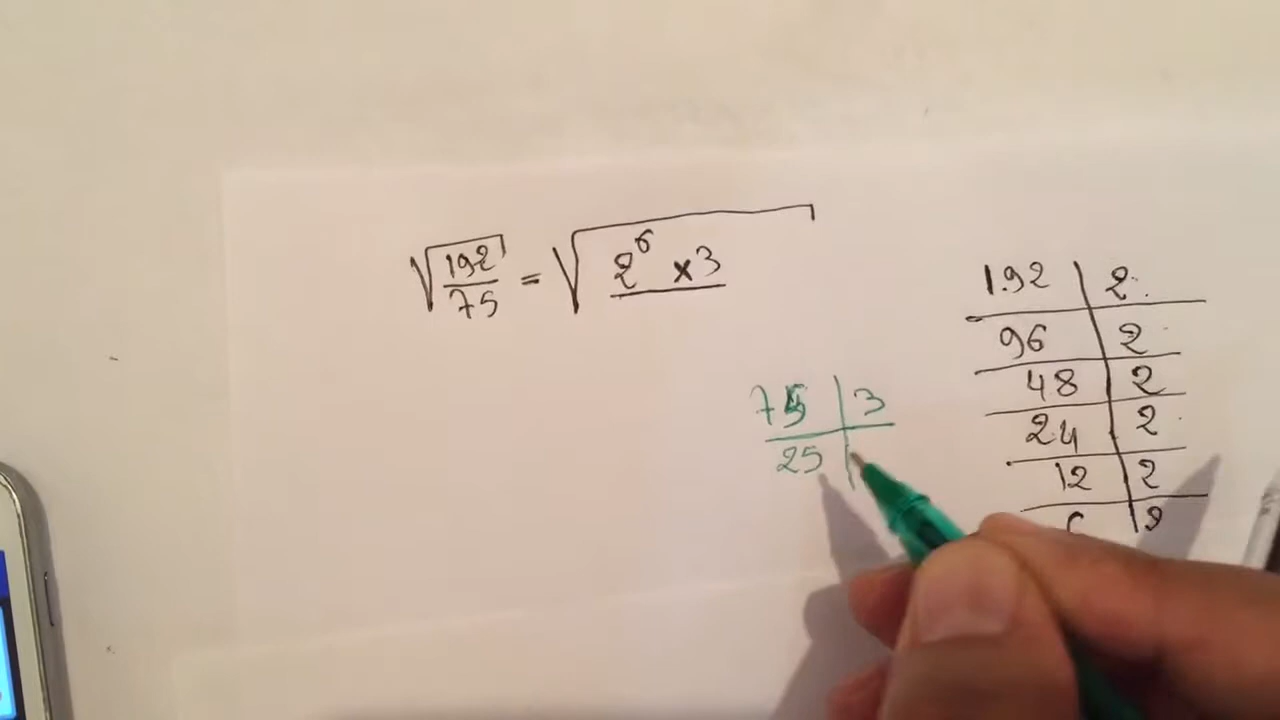 √(192/75) = √(2⁶ × 3
75 | 3
25 |
192 | 2
96 | 2
48 | 2
24 | 2
12 | 2